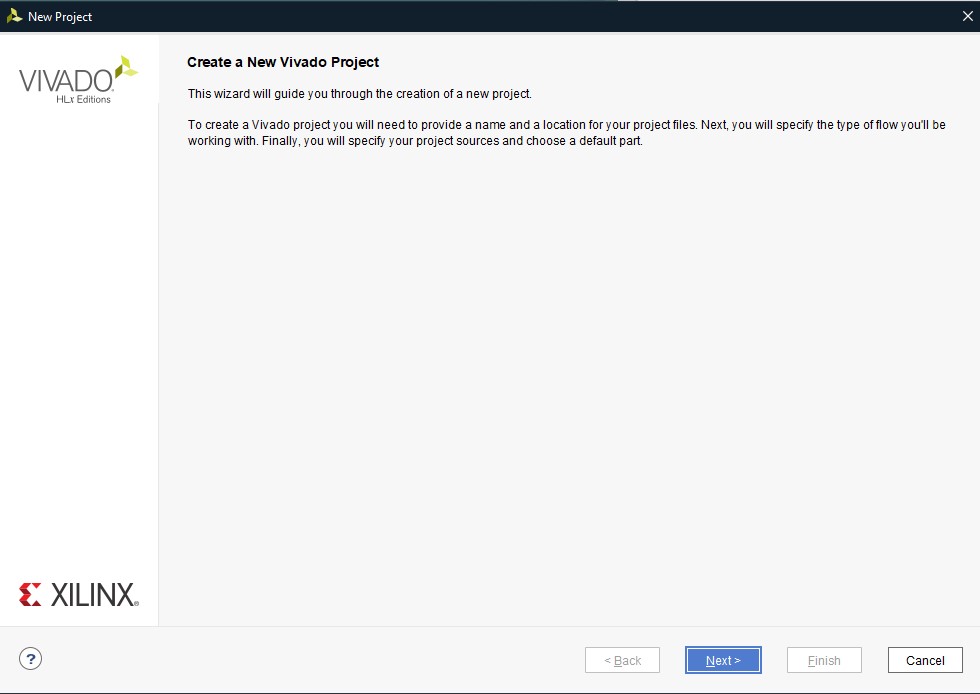 New Project
VIVADO
HLx Editions
Create a New Vivado Project
This wizard will guide you through the creation of a new project.
To create a Vivado project you will need to provide a name and a location for your project files. Next, you will specify the type of flow you'll be
working with. Finally, you will specify your project sources and choose a default part.
XILINX
?
< Back
Next >
Finish
Cancel